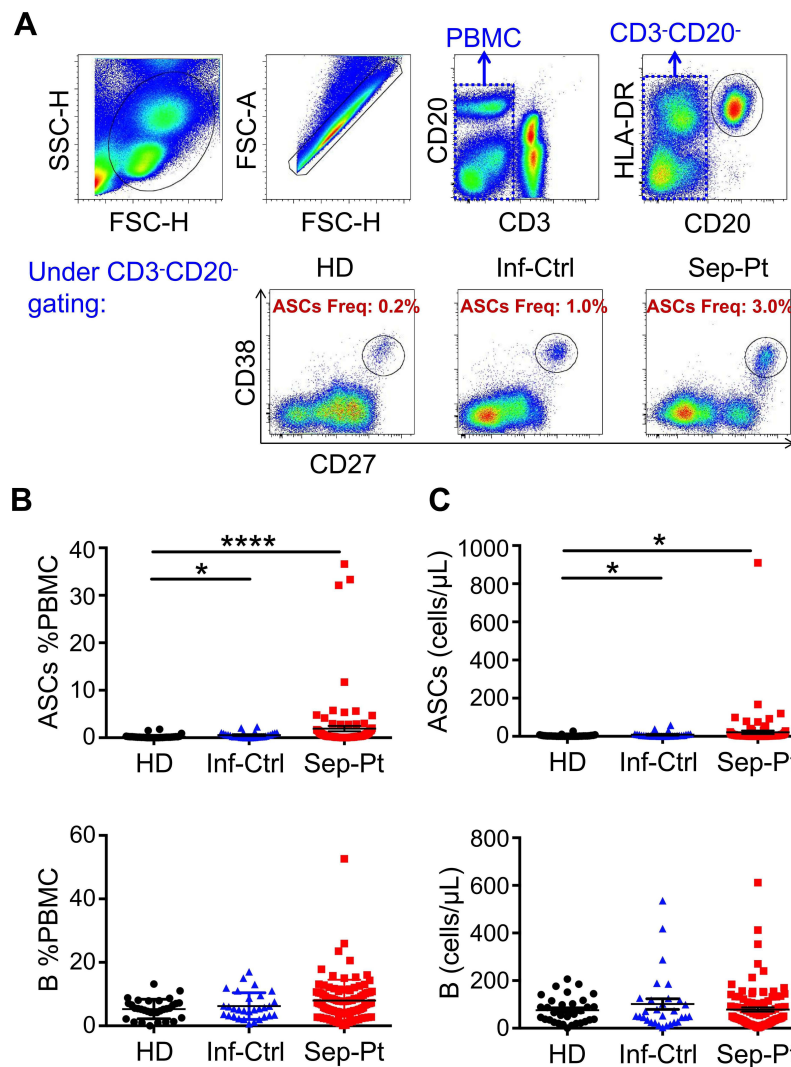 A
PBMC
CD3-CD20-
SSC-H
FSC-H
FSC-A
FSC-H
CD20
CD3
HLA-DR
CD20
Under CD3-CD20-
gating:
HD
Inf-Ctrl
Sep-Pt
ASCs Freq: 0.2%
ASCs Freq: 1.0%
ASCs Freq: 3.0%
CD38
CD27
B
ASCs %PBMC
40
30
20
10
0
****
*
HD Inf-Ctrl Sep-Pt
C
ASCs (cells/µL)
1000
800
600
400
200
0
*
*
HD Inf-Ctrl Sep-Pt
B %PBMC
60
40
20
0
HD Inf-Ctrl Sep-Pt
B (cells/µL)
800
600
400
200
0
HD Inf-Ctrl Sep-Pt